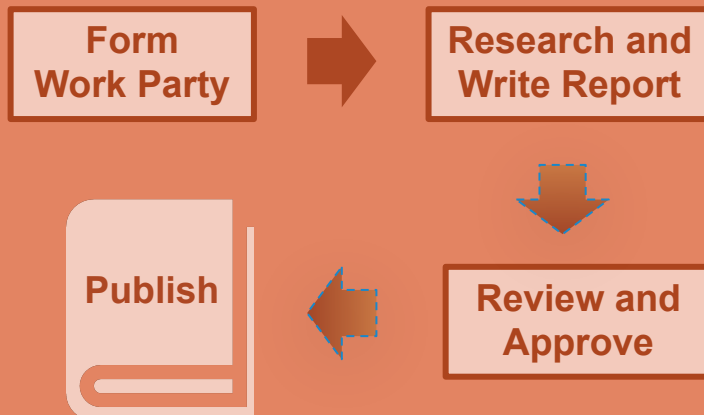 Form
Work Party
Research and
Write Report
Review and
Approve
Publish